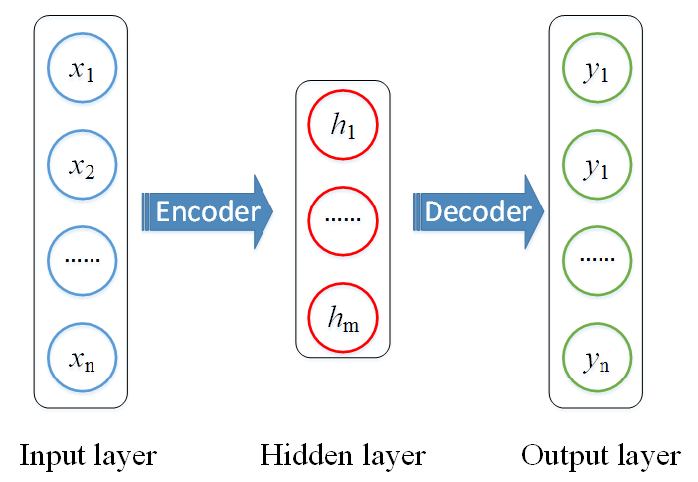 x1
x2
......
xn
Input layer
Encoder
h1
......
hm
Hidden layer
Decoder
y1
y1
......
yn
Output layer